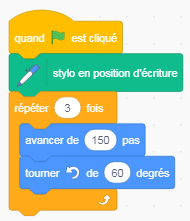 quand est cliqué
stylo en position d'écriture
répéter 3 fois
avancer de 150 pas
tourner de 60 degrés